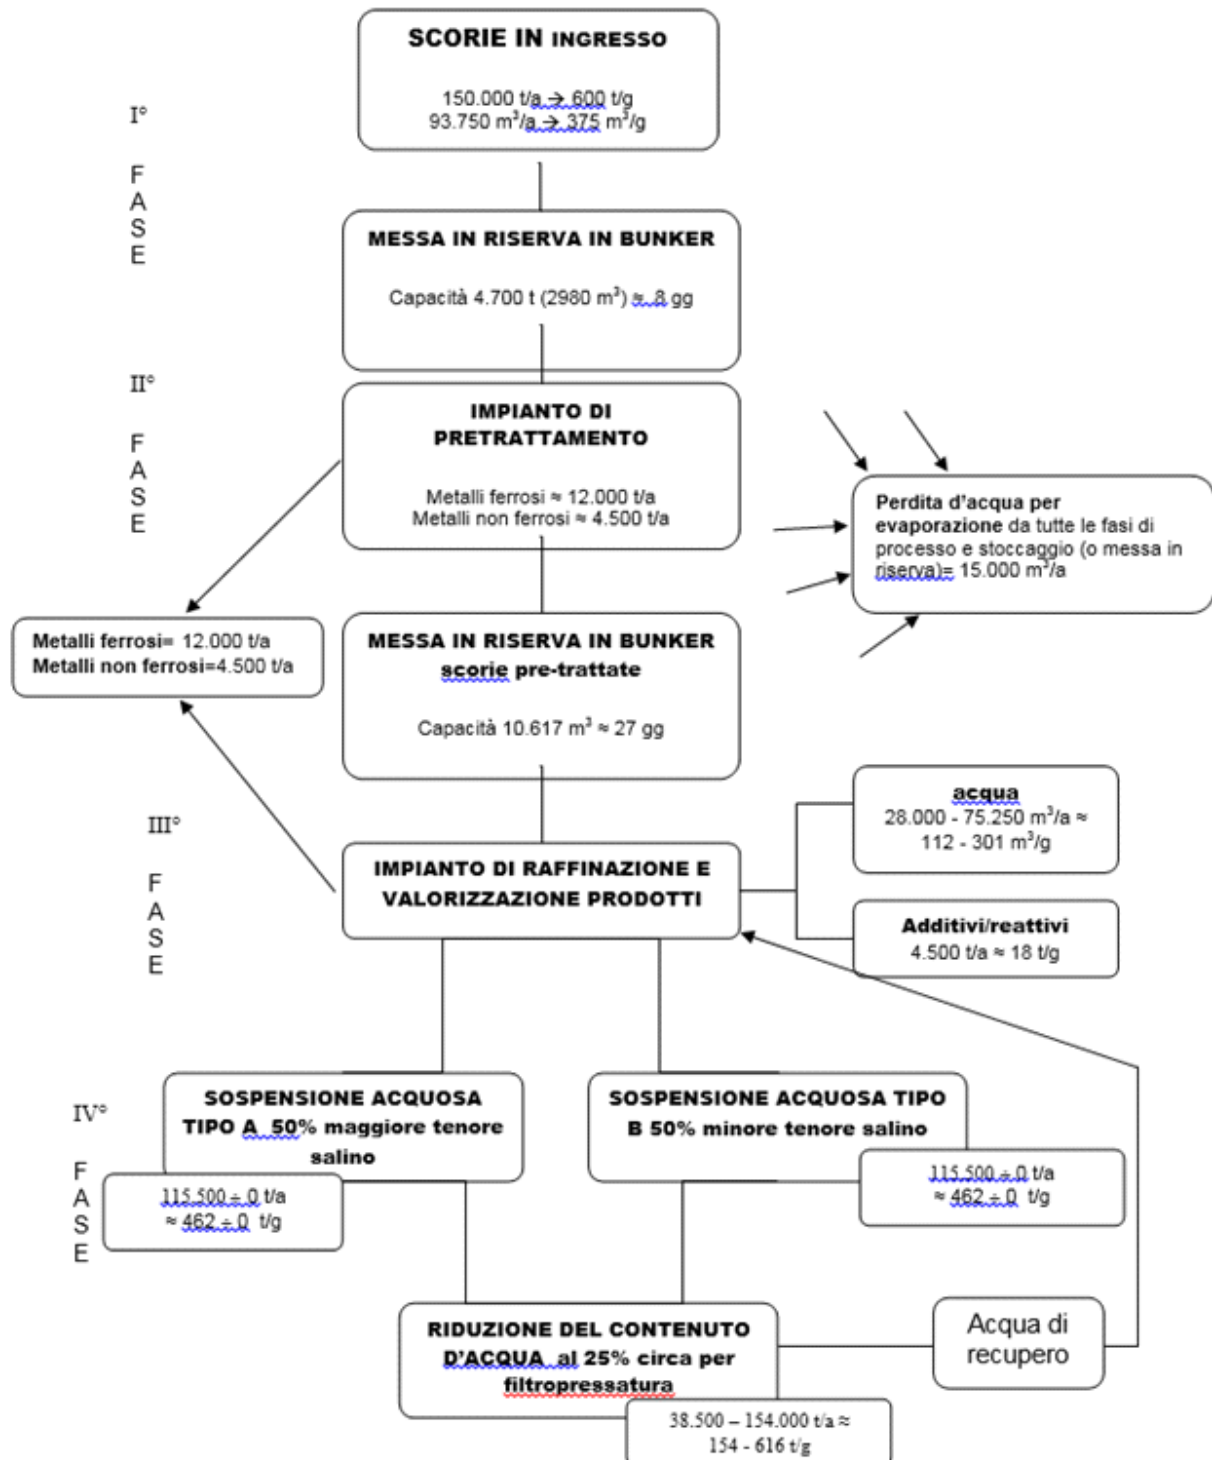 SCORIE IN INGRESSO
150.000 t/a → 600 t/g
93.750 m³/a → 375 m³/g
I°
F
A
S
E
MESSA IN RISERVA IN BUNKER
Capacità 4.700 t (2980 m³) ≈ 8 gg
II°
F
A
S
E
IMPIANTO DI
PRETRATTAMENTO
Metalli ferrosi ≈ 12.000 t/a
Metalli non ferrosi ≈ 4.500 t/a
Perdita d'acqua per
evaporazione da tutte le fasi di
processo e stoccaggio (o messa in
riserva)= 15.000 m³/a
Metalli ferrosi= 12.000 t/a
Metalli non ferrosi=4.500 t/a
MESSA IN RISERVA IN BUNKER
scorie pre-trattate
Capacità 10.617 m³ ≈ 27 gg
III°
F
A
S
E
IMPIANTO DI RAFFINAZIONE E
VALORIZZAZIONE PRODOTTI
acqua
28.000 - 75.250 m³/a ≈
112 - 301 m³/g
Additivi/reattivi
4.500 t/a ≈ 18 t/g
IV°
F
A
S
E
SOSPENSIONE ACQUOSA
TIPO A 50% maggiore tenore
salino
115.500 ÷ 0 t/a
≈ 462 ÷ 0 t/g
SOSPENSIONE ACQUOSA TIPO
B 50% minore tenore salino
115.500 ÷ 0 t/a
≈ 462 ÷ 0 t/g
RIDUZIONE DEL CONTENUTO
D'ACQUA al 25% circa per
filtropressatura
38.500 – 154.000 t/a ≈
154 - 616 t/g
Acqua di
recupero